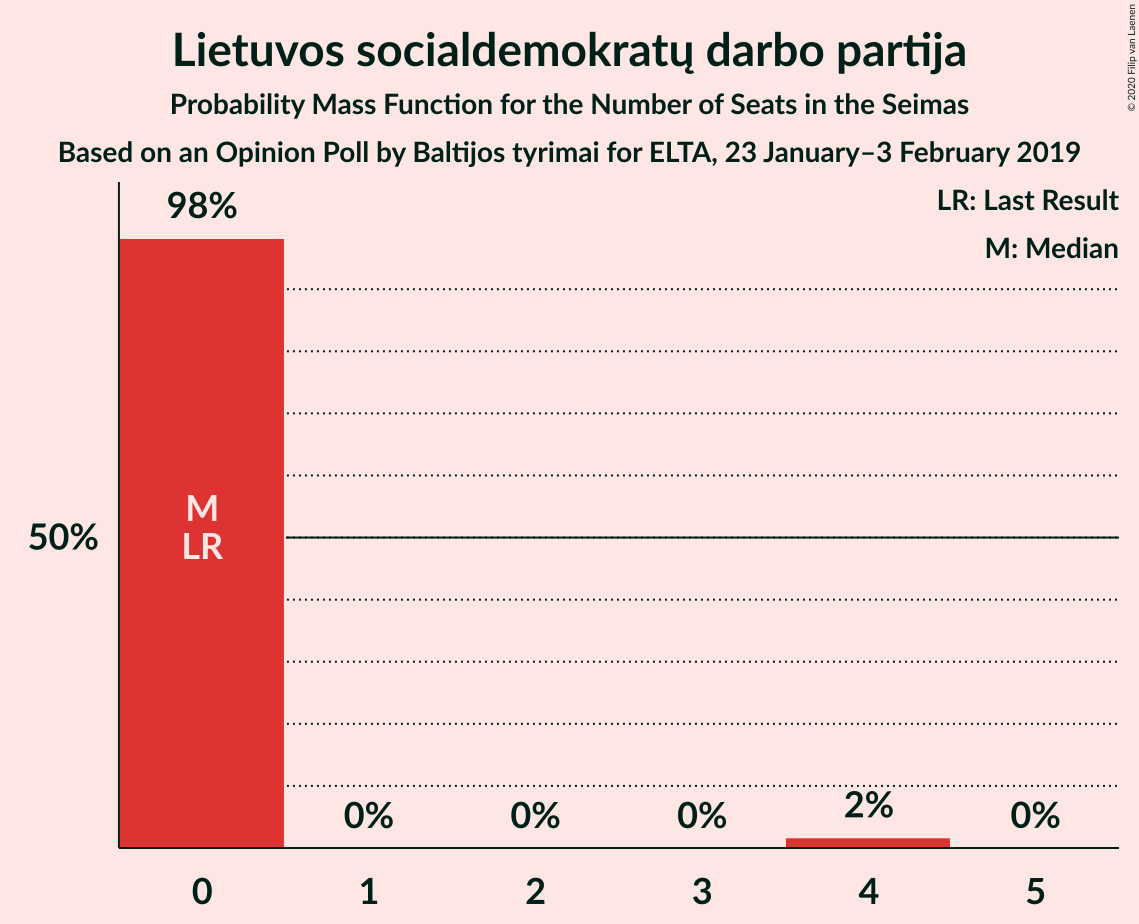 Lietuvos socialdemokratų darbo partija
Probability Mass Function for the Number of Seats in the Seimas
Based on an Opinion Poll by Baltijos tyrimai for ELTA, 23 January–3 February 2019
© 2020 Filip van Laenen
LR: Last Result
M: Median
98%
M
LR
50%
0%
0%
0%
2%
0%
0
1
2
3
4
5